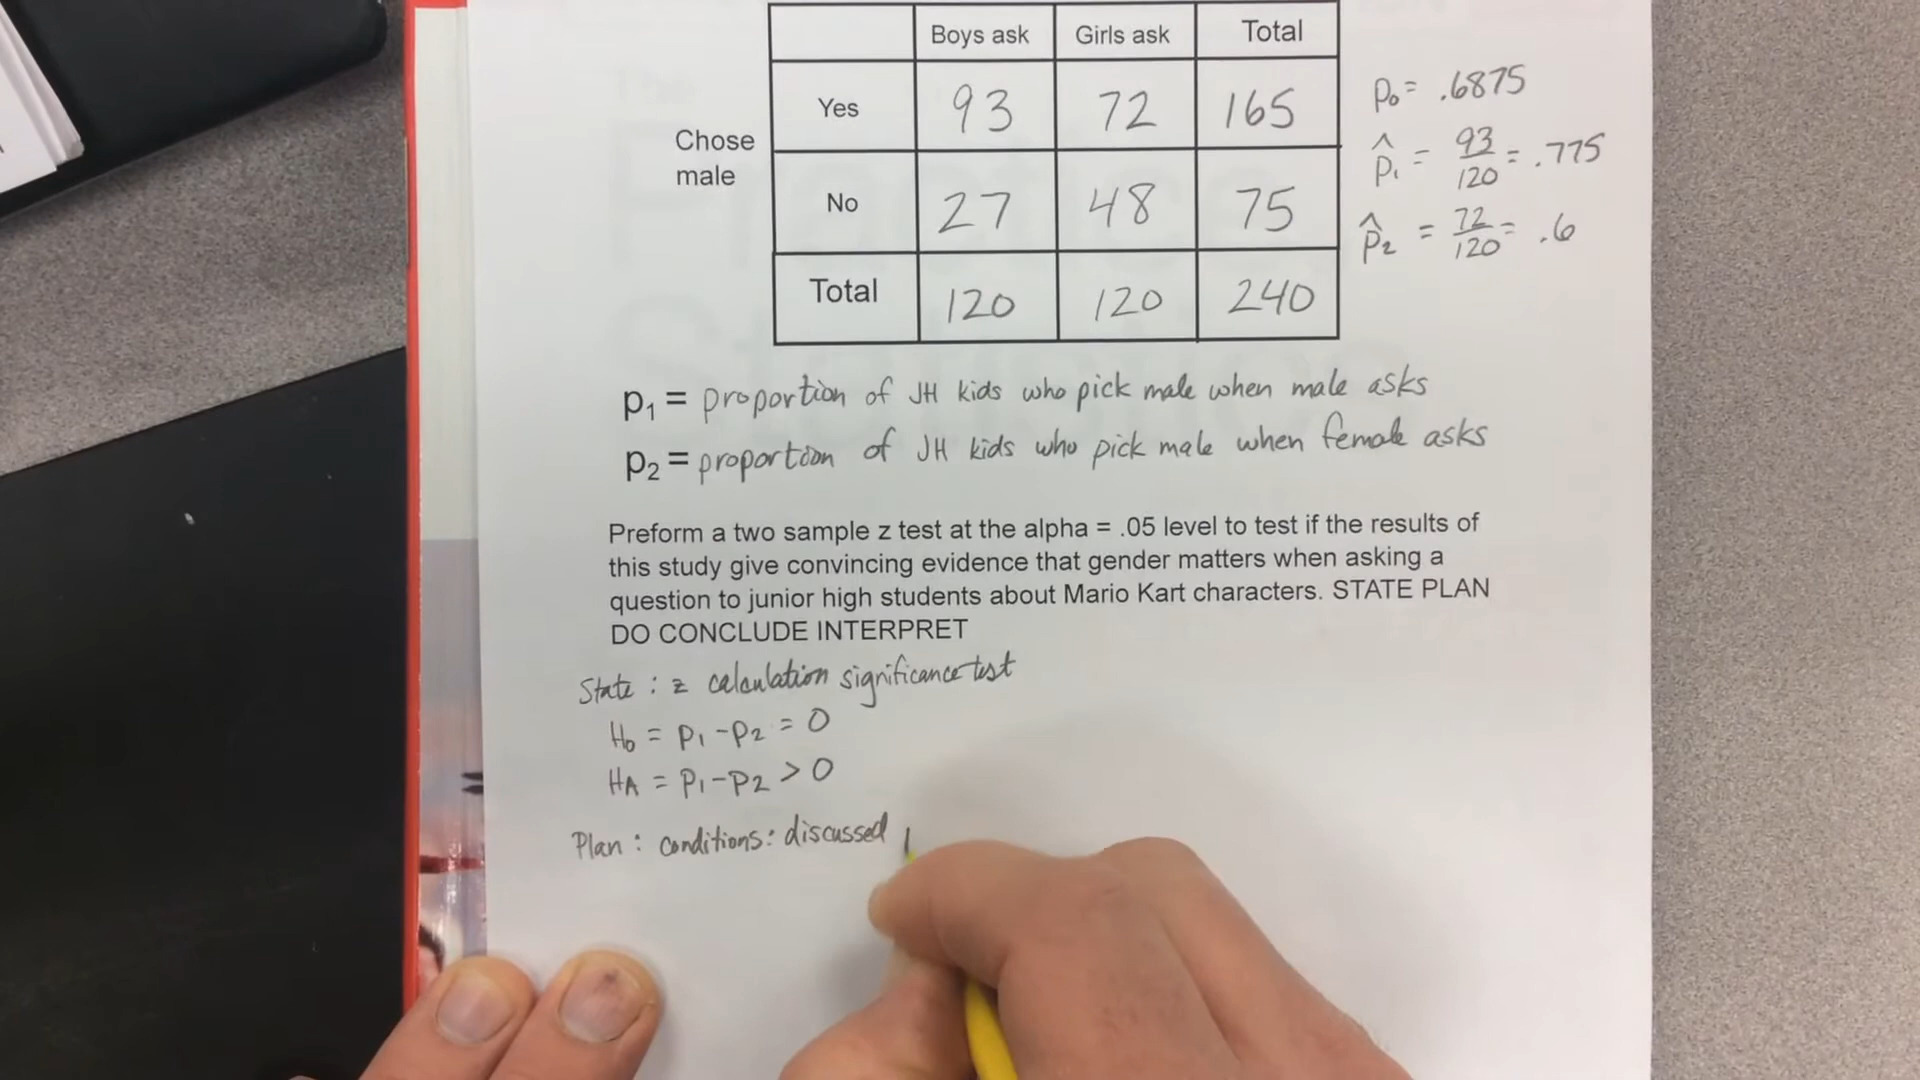 Boys ask Girls ask Total
Chose male
Yes 93 72 165
No 27 48 75
Total 120 120 240
p₀ = .6875
p̂₁ = 93/120 = .775
p̂₂ = 72/120 = .6
p₁ = proportion of JH kids who pick male when male asks
p₂ = proportion of JH kids who pick male when female asks
Preform a two sample z test at the alpha = .05 level to test if the results of
this study give convincing evidence that gender matters when asking a
question to junior high students about Mario Kart characters. STATE PLAN
DO CONCLUDE INTERPRET
State : z calculation significance test
H₀ = p₁ - p₂ = 0
HA = p₁ - p₂ > 0
Plan : conditions: discussed